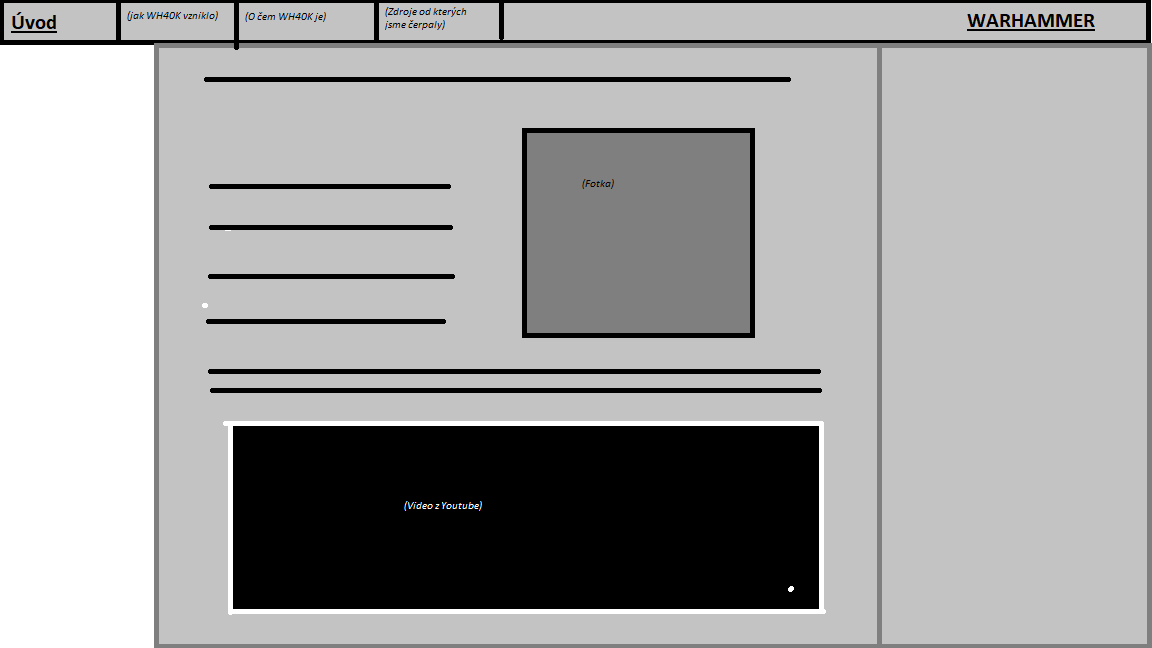 Úvod
(jak WH40K vzniklo)
(O čem WH40K je)
(Zdroje od kterých
jsme čerpaly)
WARHAMMER
(Fotka)
(Video z Youtube)